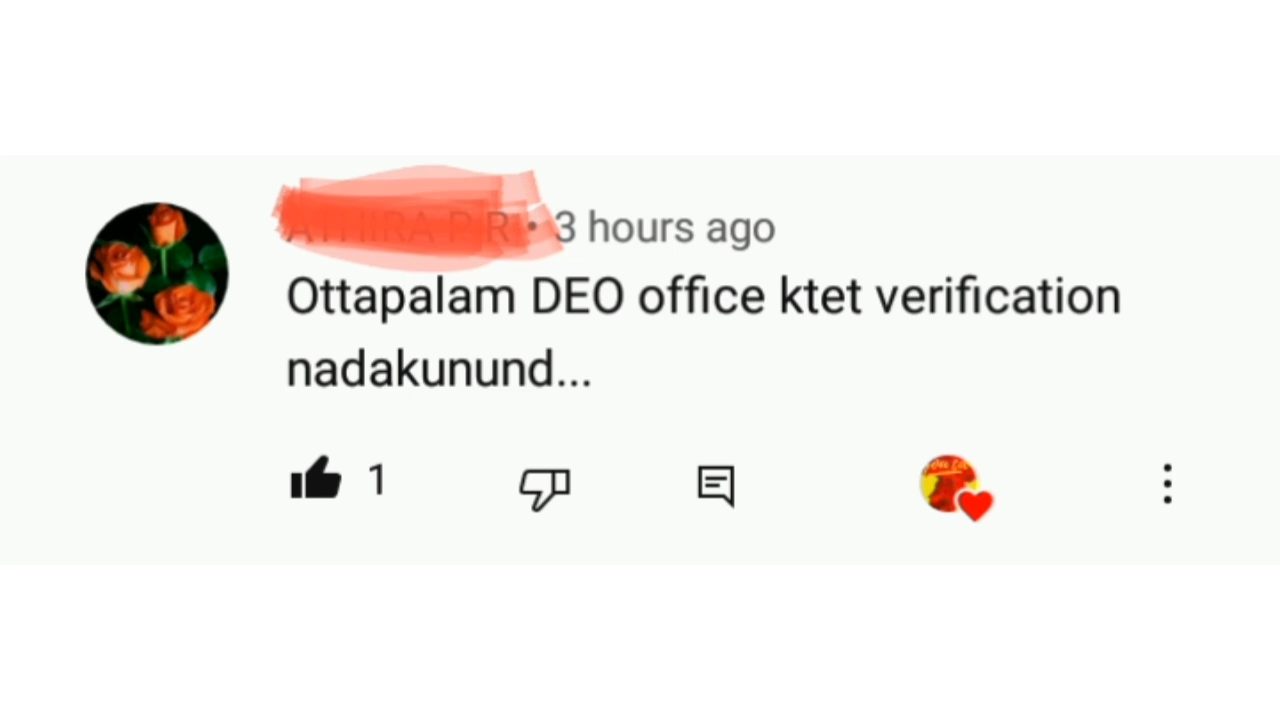 • 3 hours ago
Ottapalam DEO office ktet verification
nadakunund...
1